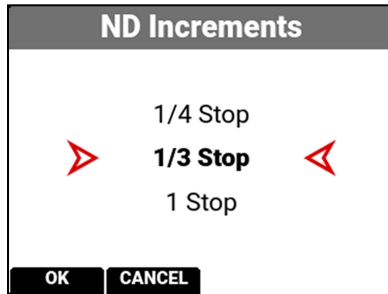 ND Increments
1/4 Stop
1/3 Stop
1 Stop
OK CANCEL